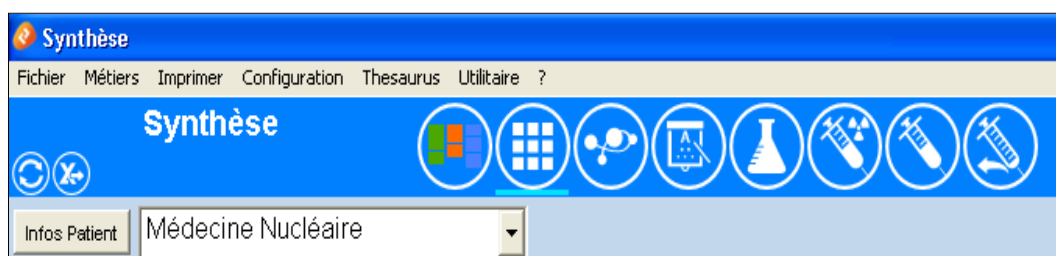 Synthèse
Fichier Métiers Imprimer Configuration Thesaurus Utilitaire ?
Synthèse
Infos Patient Médecine Nucléaire